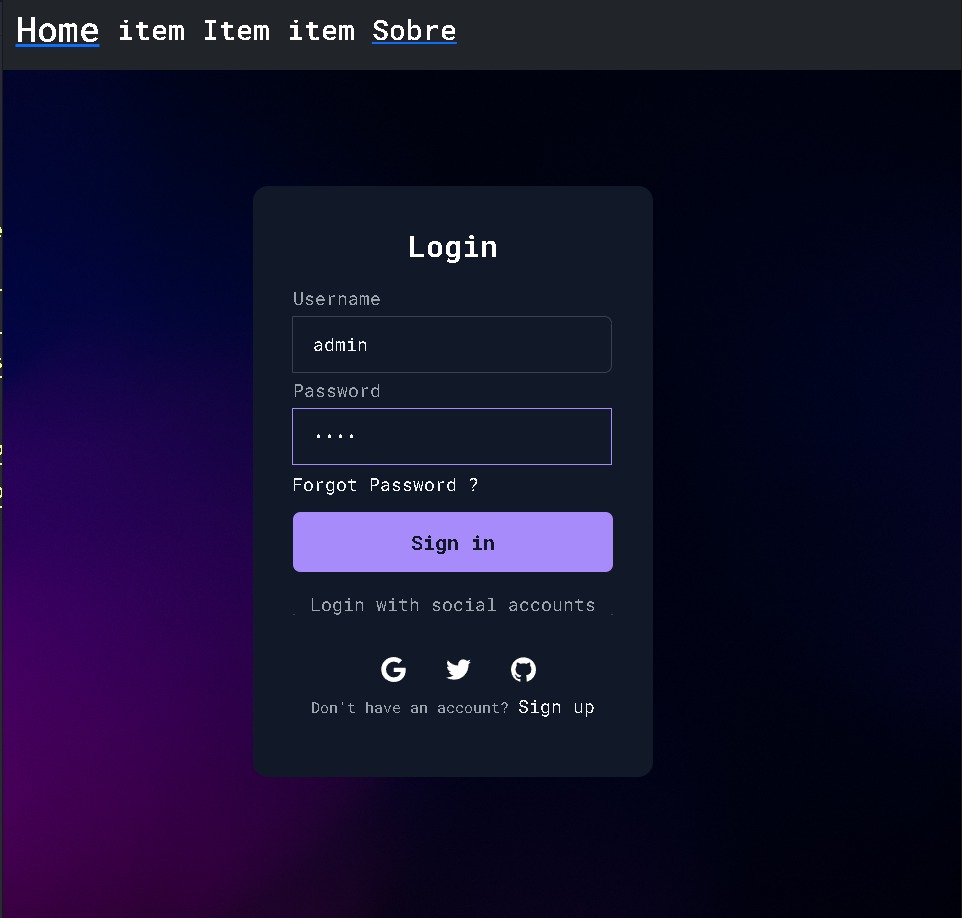 Home item Item item Sobre
Login
Username
admin
Password
····
Forgot Password ?
Sign in
Login with social accounts
Don't have an account? Sign up